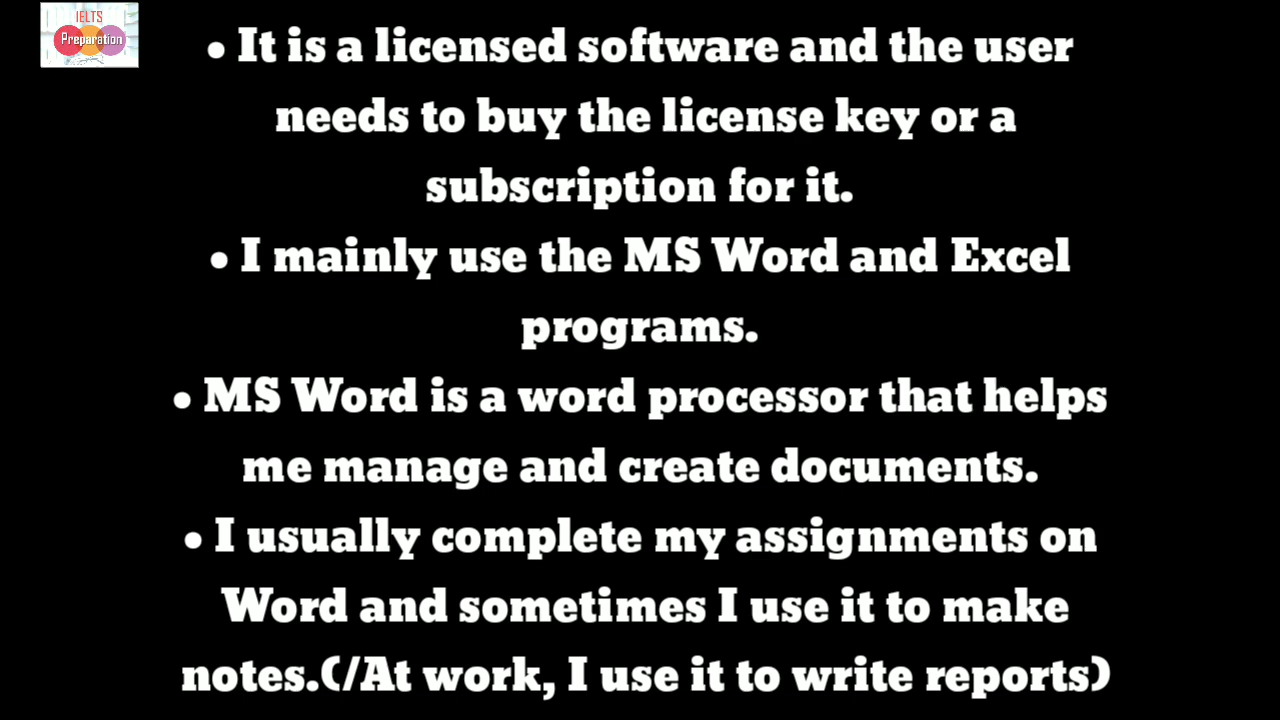 IELTS
Preparation
• It is a licensed software and the user
needs to buy the license key or a
subscription for it.
• I mainly use the MS Word and Excel
programs.
• MS Word is a word processor that helps
me manage and create documents.
• I usually complete my assignments on
Word and sometimes I use it to make
notes.(/At work, I use it to write reports)